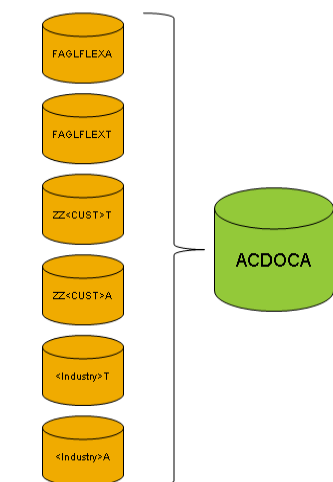 FAGLFLEXA
FAGLFLEXT
ZZ<CUST>T
ACDOCA
ZZ<CUST>A
<Industry>T
<Industry>A